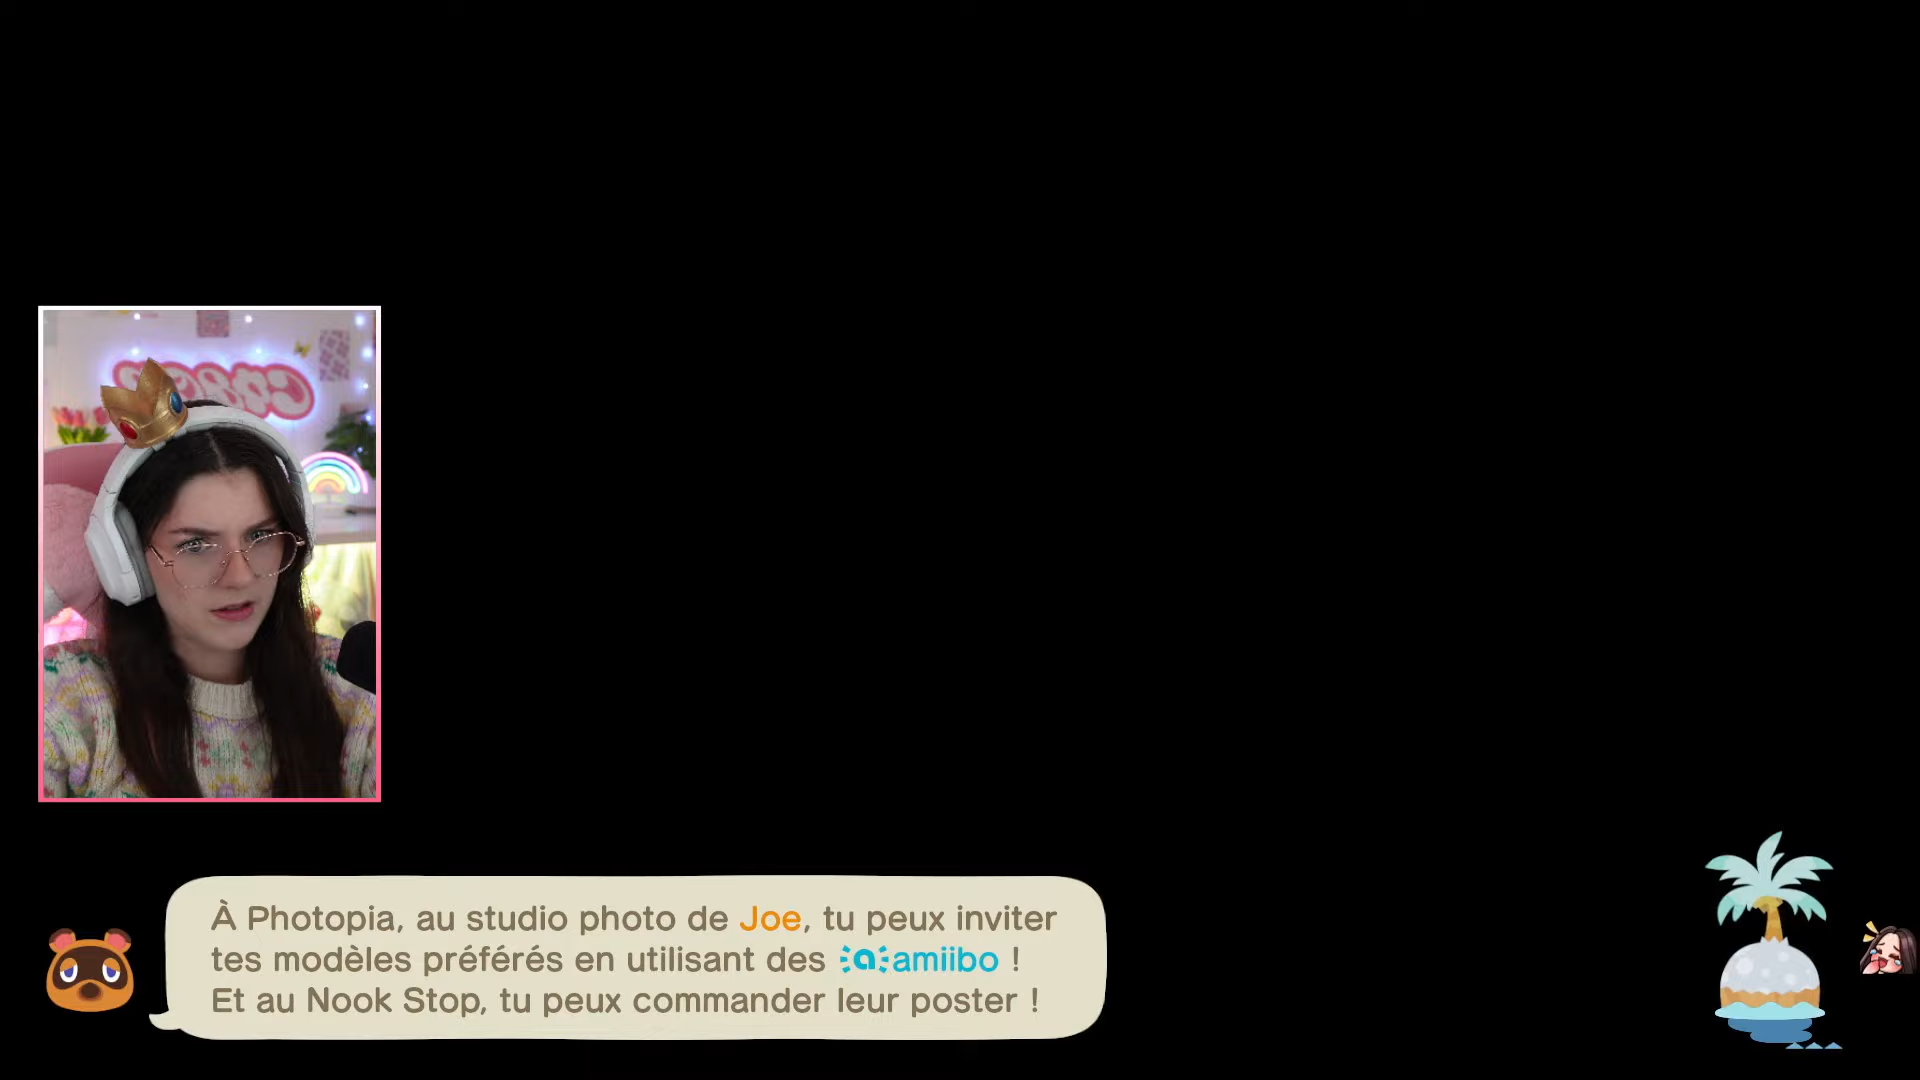 À Photopia, au studio photo de Joe, tu peux inviter
tes modèles préférés en utilisant des amiibo !
Et au Nook Stop, tu peux commander leur poster !